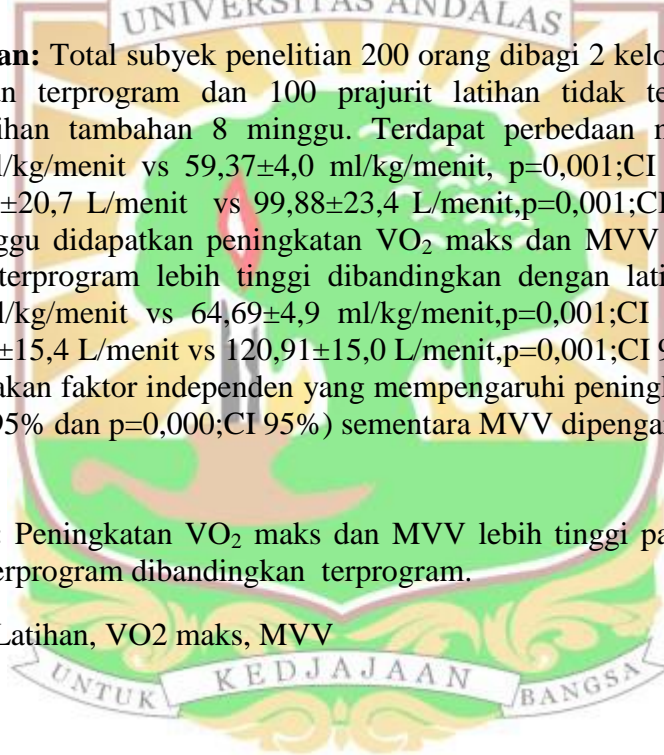 UNIVERSITAS ANDALAS
an: Total subyek penelitian 200 orang dibagi 2 kelo
n terprogram dan 100 prajurit latihan tidak te
ihan tambahan 8 minggu. Terdapat perbedaan
l/kg/menit vs 59,37±4,0 ml/kg/menit, p=0,001;CI
±20,7 L/menit vs 99,88±23,4 L/menit,p=0,001;CI
ggu didapatkan peningkatan VO₂ maks dan MVV
terprogram lebih tinggi dibandingkan dengan lati
l/kg/menit vs 64,69±4,9 ml/kg/menit,p=0,001;CI
±15,4 L/menit vs 120,91±15,0 L/menit,p=0,001;CI 9
akan faktor independen yang mempengaruhi pening
95% dan p=0,000;CI 95%) sementara MVV dipenga
: Peningkatan VO₂ maks dan MVV lebih tinggi pa
erprogram dibandingkan terprogram.
Latihan, VO2 maks, MVV
UNTUK KEDJAJAAN BANGSA